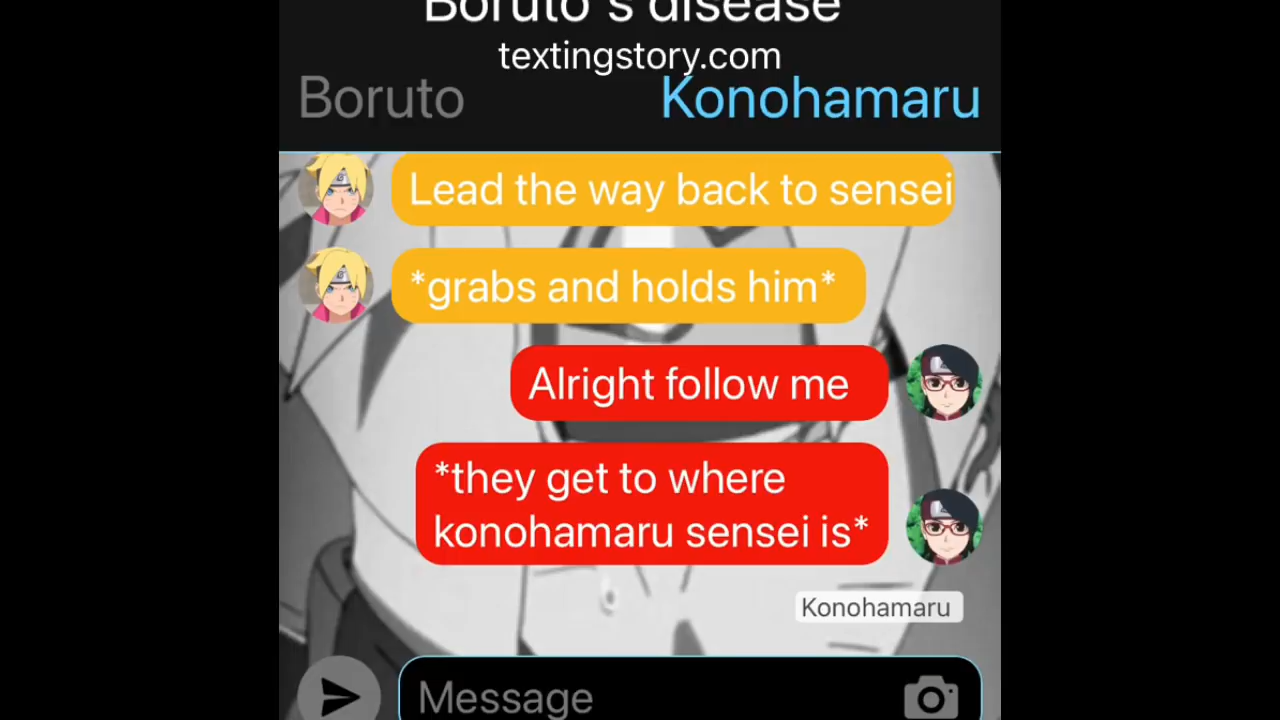 Boruto's disease
textingstory.com
Boruto
Konohamaru
Lead the way back to sensei
*grabs and holds him*
Alright follow me
*they get to where
konohamaru sensei is*
Konohamaru
Message